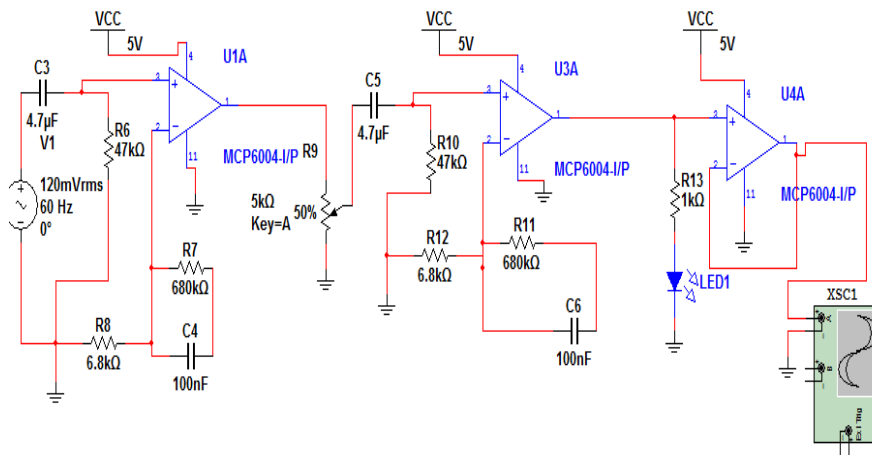 VCC
5V
4
U1A
C3
4.7µF
V1
3
2
1
11
MCP6004-I/P
R6
47kΩ
120mVrms
60 Hz
0°
R7
680kΩ
R8
6.8kΩ
C4
100nF
R9
5kΩ
Key=A
50%
VCC
5V
4
U3A
C5
4.7µF
3
2
1
11
MCP6004-I/P
R10
47kΩ
R12
6.8kΩ
R11
680kΩ
C6
100nF
VCC
5V
4
U4A
3
2
1
11
MCP6004-I/P
R13
1kΩ
LED1
XSC1
A
B
Ext Trig